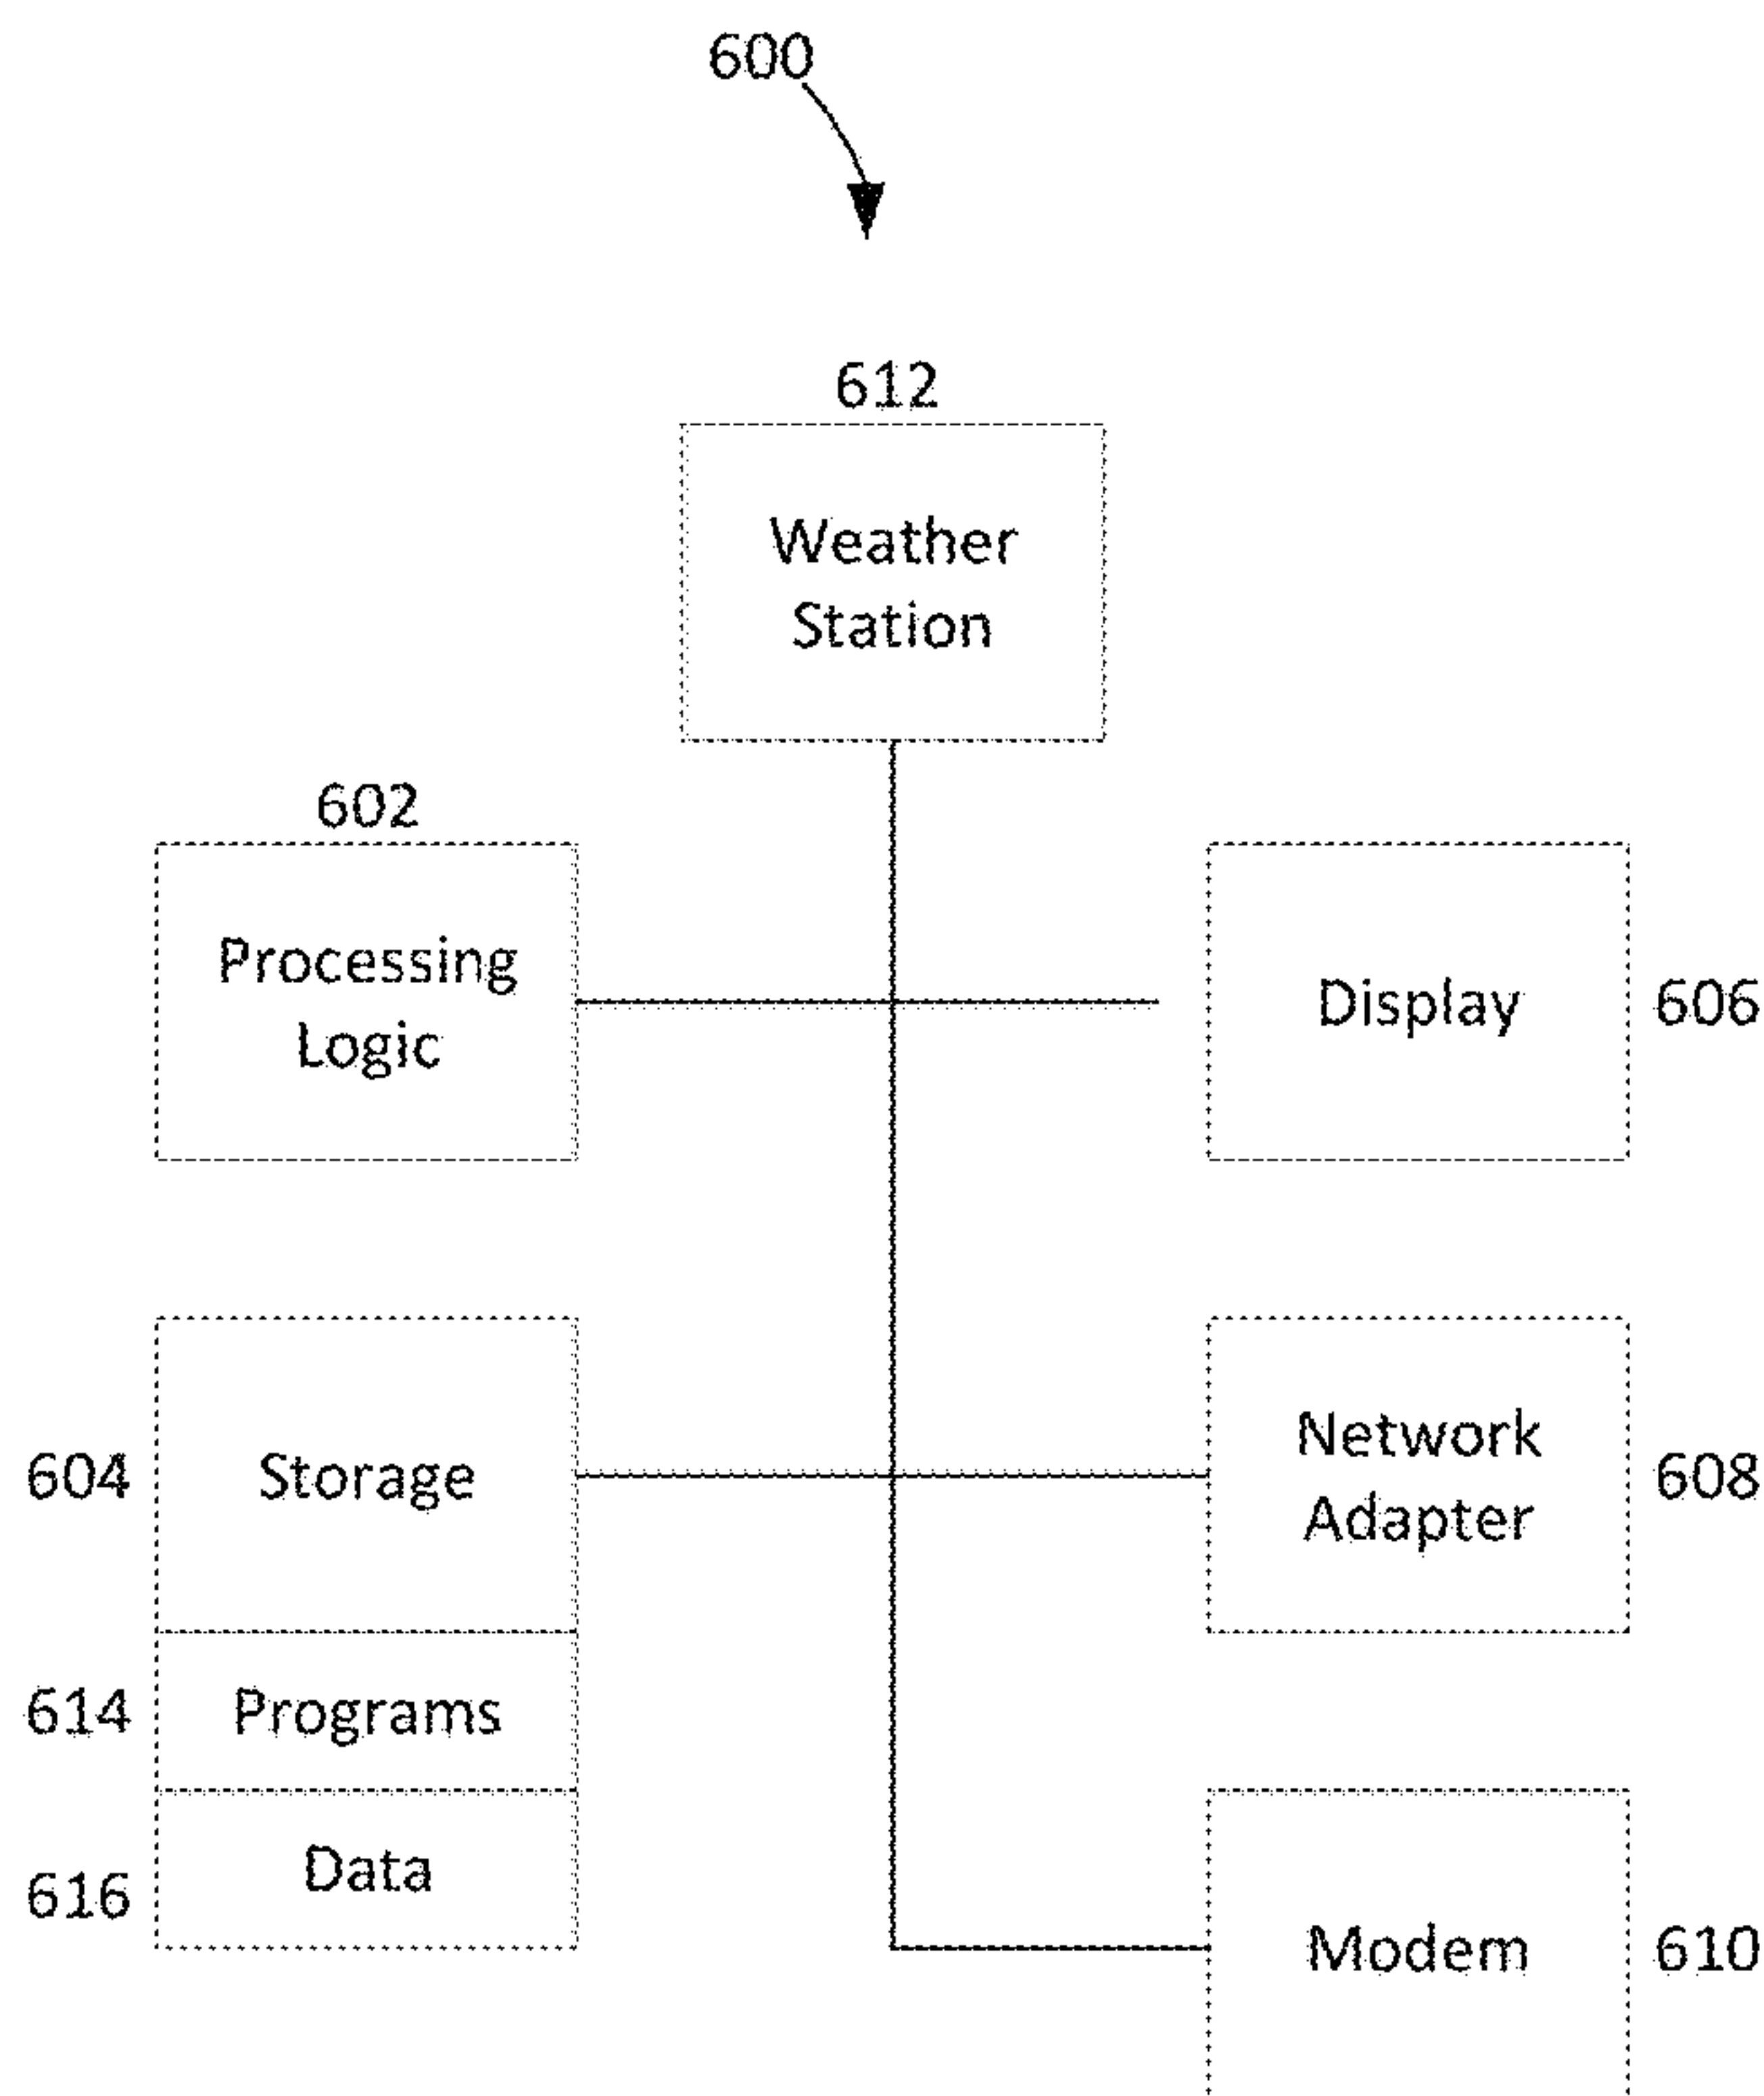 600
612
Weather
Station
602
Processing
Logic
Display
606
604
Storage
Network
Adapter
608
614
Programs
616
Data
Modem
610